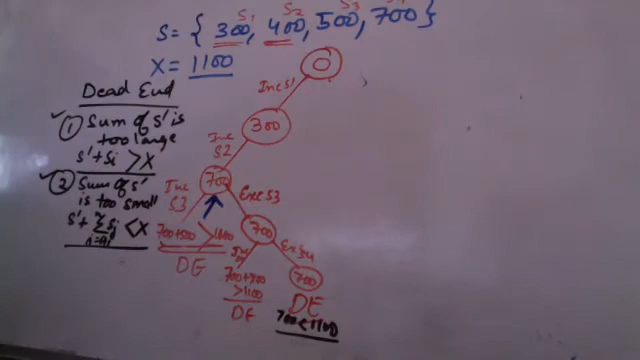 S1 S2 S3
S = { 300, 400, 500, 700 }
X = 1100
0
Inc S1
300
Inc
S2
700
Inc
S3
Exc S3
700+500 > 1100
DE
700
Inc
700+700
>1100
DE
Exc S4
700
DE
700 < 1100
Dead End
① Sum of S' is
too large
S' + Si > X
② Sum of S'
is too small